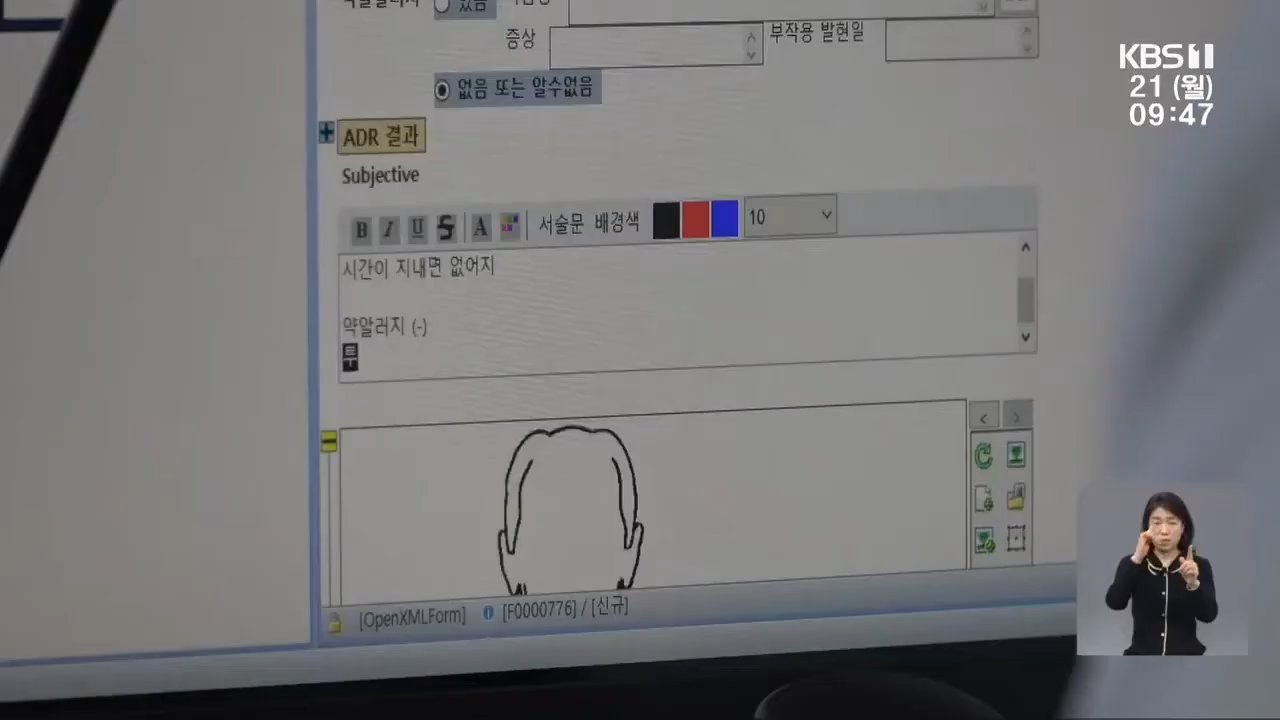 있음
증상
부작용 발현일
없음 또는 알수없음
ADR 결과
Subjective
B I U S A 서술문 배경색 10
시간이 지내면 없어지
약알러지 (-)
투
[OpenXMLForm] [F0000776] / [신규]
KBS 1
21 (월)
09:47